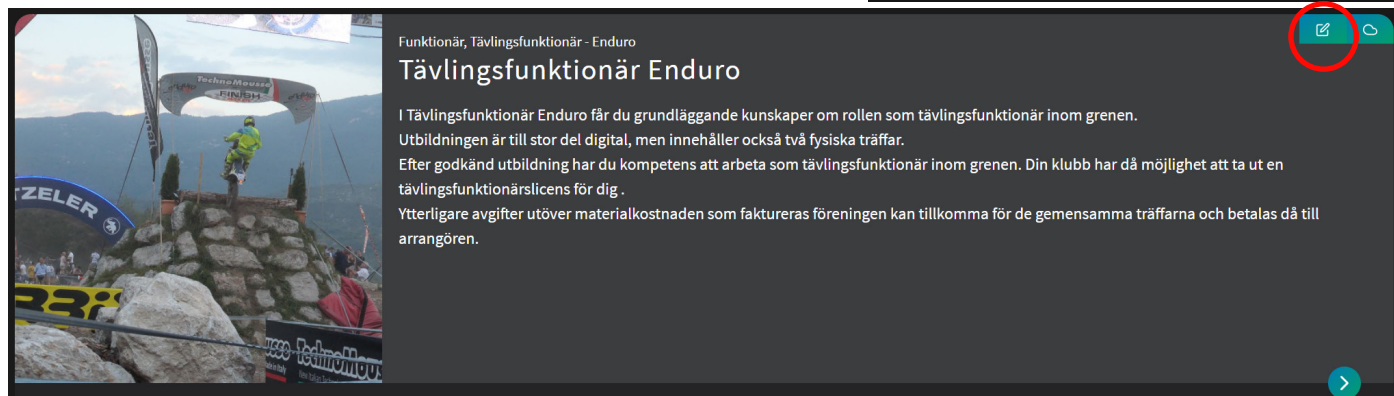 Funktionär, Tävlingsfunktionär - Enduro
Tävlingsfunktionär Enduro
I Tävlingsfunktionär Enduro får du grundläggande kunskaper om rollen som tävlingsfunktionär inom grenen.
Utbildningen är till stor del digital, men innehåller också två fysiska träffar.
Efter godkänd utbildning har du kompetens att arbeta som tävlingsfunktionär inom grenen. Din klubb har då möjlighet att ta ut en
tävlingsfunktionärslicens för dig .
Ytterligare avgifter utöver materialkostnaden som faktureras föreningen kan tillkomma för de gemensamma träffarna och betalas då till
arrangören.
TechnoMousse
FINISH
TZELER
TechnoMou